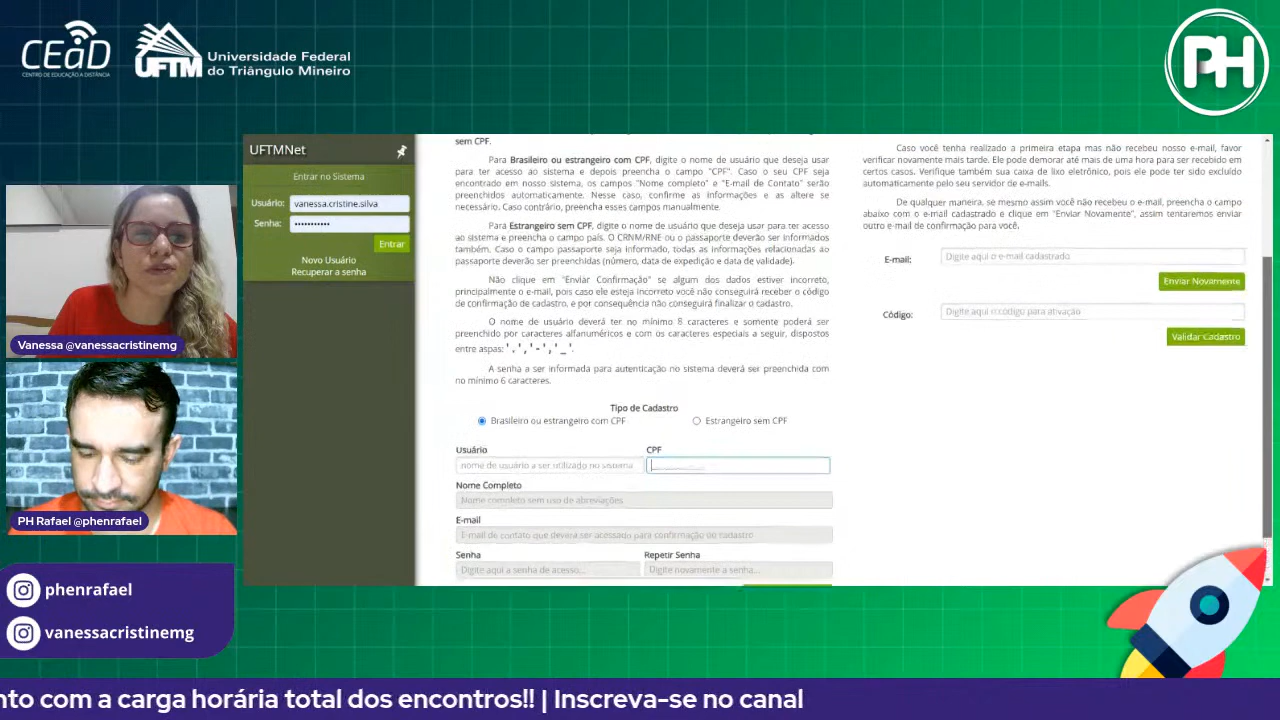 CEaD
CENTRO DE EDUCAÇÃO A DISTÂNCIA
UFTM
Universidade Federal
do Triângulo Mineiro
PH
UFTMNet
Entrar no Sistema
Usuário: vanessa.cristine.silva
Senha: •••••••••••
Entrar
Novo Usuário
Recuperar a senha
sem CPF.
Para Brasileiro ou estrangeiro com CPF, digite o nome de usuário que deseja usar
para ter acesso ao sistema e depois preencha o campo "CPF". Caso o seu CPF seja
encontrado em nosso sistema, os campos "Nome completo" e "E-mail de Contato" serão
preenchidos automaticamente. Nesse caso, confirme as informações e as altere se
necessário. Caso contrário, preencha esses campos manualmente.
Para Estrangeiro sem CPF, digite o nome de usuário que deseja usar para ter acesso
ao sistema e preencha o campo país. O CRNM/RNE ou o passaporte deverão ser informados
também. Caso o campo passaporte seja informado, todas as informações relacionadas ao
passaporte deverão ser preenchidas (número, data de expedição e data de validade).
Não clique em "Enviar Confirmação" se algum dos dados estiver incorreto,
principalmente o e-mail, pois caso ele esteja incorreto você não conseguirá receber o código
de confirmação de cadastro, e por consequência não conseguirá finalizar o cadastro.
O nome de usuário deverá ter no mínimo 8 caracteres e somente poderá ser
preenchido por caracteres alfanuméricos e com os caracteres especiais a seguir, dispostos
entre aspas: '.','-','_'.
A senha a ser informada para autenticação no sistema deverá ser preenchida com
no mínimo 6 caracteres.
Tipo de Cadastro
Brasileiro ou estrangeiro com CPF Estrangeiro sem CPF
Usuário CPF
nome de usuário a ser utilizado no sistema
Nome Completo
Nome completo sem uso de abreviações
E-mail
E-mail de contato que deverá ser acessado para confirmação do cadastro
Senha Repetir Senha
Digite aqui a senha de acesso... Digite novamente a senha...
Caso você tenha realizado a primeira etapa mas não recebeu nosso e-mail, favor
verificar novamente mais tarde. Ele pode demorar até mais de uma hora para ser recebido em
certos casos. Verifique também sua caixa de lixo eletrônico, pois ele pode ter sido excluído
automaticamente pelo seu servidor de e-mails.
De qualquer maneira, se mesmo assim você não recebeu o e-mail, preencha o campo
abaixo com o e-mail cadastrado e clique em "Enviar Novamente", assim tentaremos enviar
outro e-mail de confirmação para você.
E-mail: Digite aqui o e-mail cadastrado
Enviar Novamente
Código: Digite aqui o código para ativação
Validar Cadastro
Vanessa @vanessacristinemg
PH Rafael @phenrafael
phenrafael
vanessacristinemg
nto com a carga horária total dos encontros!! | Inscreva-se no canal